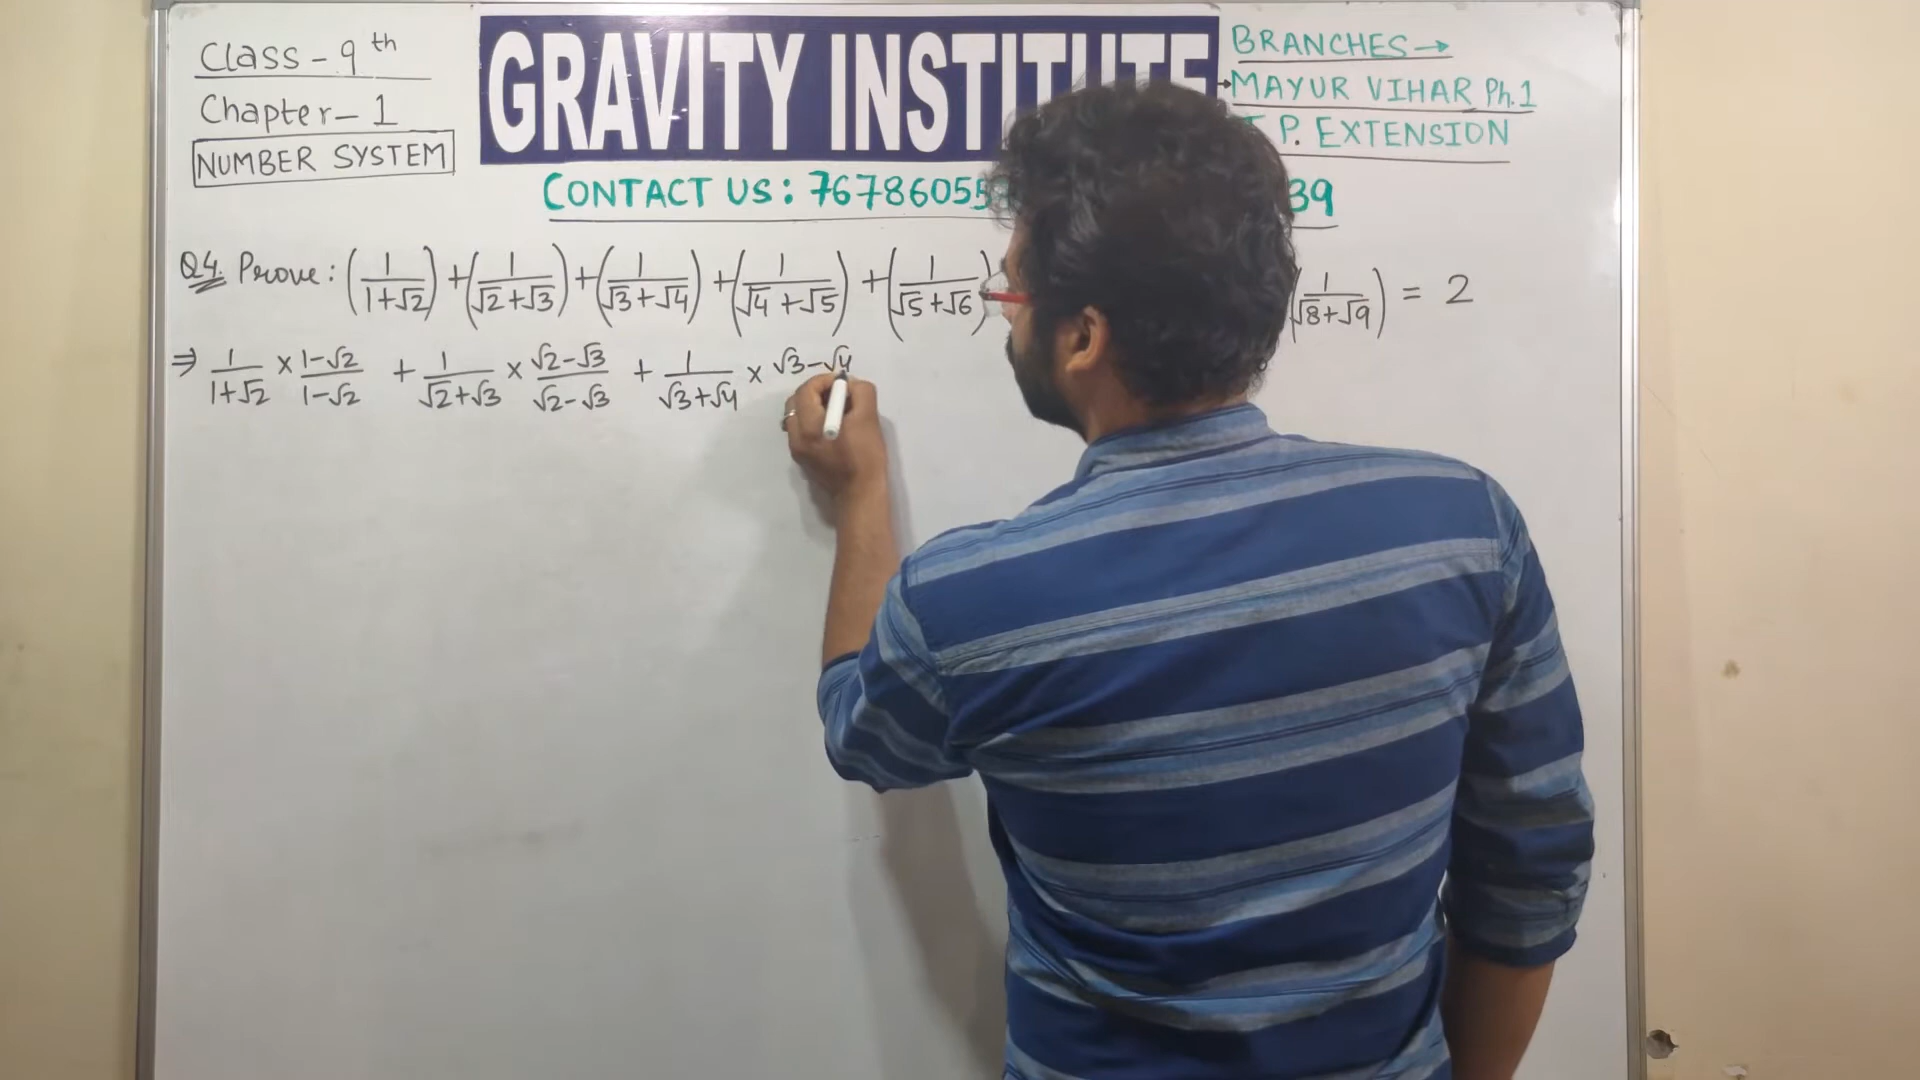 Class - 9th
Chapter - 1
NUMBER SYSTEM
GRAVITY INSTITUTE
BRANCHES →
→ MAYUR VIHAR Ph.1
P. EXTENSION
CONTACT US : 7678605 39
Q4. Prove : (1/(1+√2)) + (1/(√2+√3)) + (1/(√3+√4)) + (1/(√4+√5)) + (1/(√5+√6)) (1/(√8+√9)) = 2
⇒ 1/(1+√2) × (1-√2)/(1-√2) + 1/(√2+√3) × (√2-√3)/(√2-√3) + 1/(√3+√4) × √3-√4